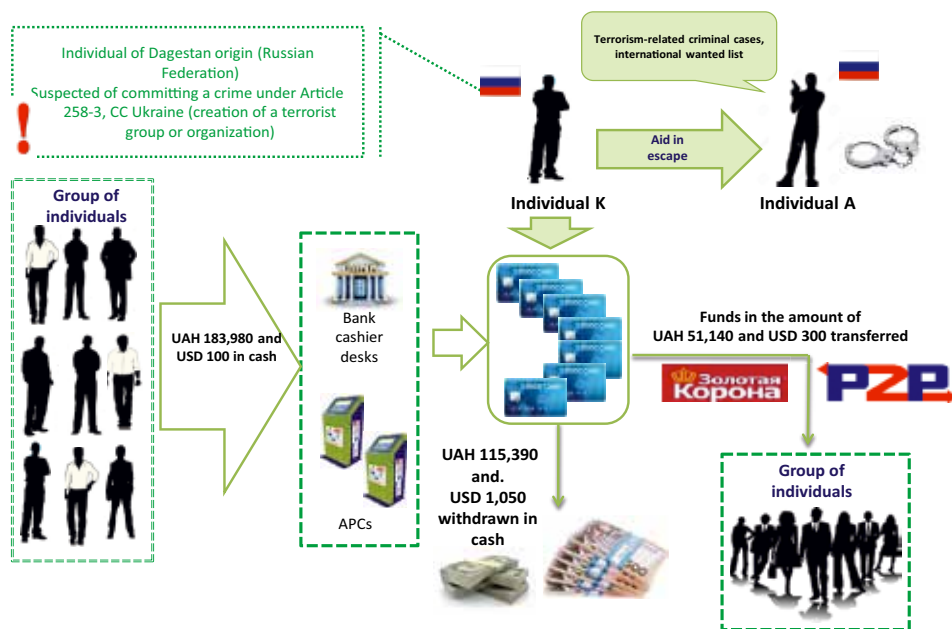 Individual of Dagestan origin (Russian
Federation)
Suspected of committing a crime under Article
258-3, CC Ukraine (creation of a terrorist
group or organization)
Terrorism-related criminal cases,
international wanted list
Aid in
escape
Individual K
Individual A
Group of
individuals
UAH 183,980 and
USD 100 in cash
Bank
cashier
desks
APCs
Funds in the amount of
UAH 51,140 and USD 300 transferred
Золотая
Корона
P2P
UAH 115,390
and.
USD 1,050
withdrawn in
cash
Group of
individuals